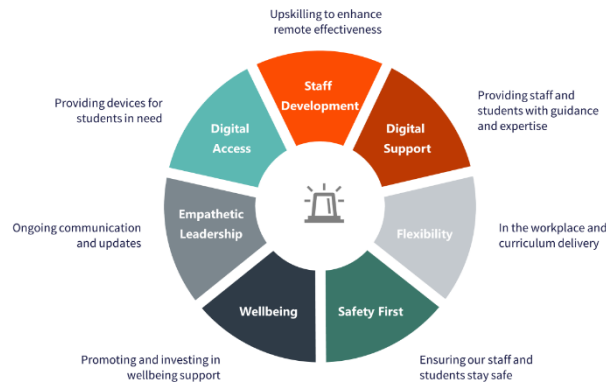 Upskilling to enhance
remote effectiveness
Staff
Development
Providing devices for
students in need
Digital
Access
Digital
Support
Providing staff and
students with guidance
and expertise
Ongoing communication
and updates
Empathetic
Leadership
Flexibility
In the workplace and
curriculum delivery
Wellbeing
Safety First
Promoting and investing in
wellbeing support
Ensuring our staff and
students stay safe